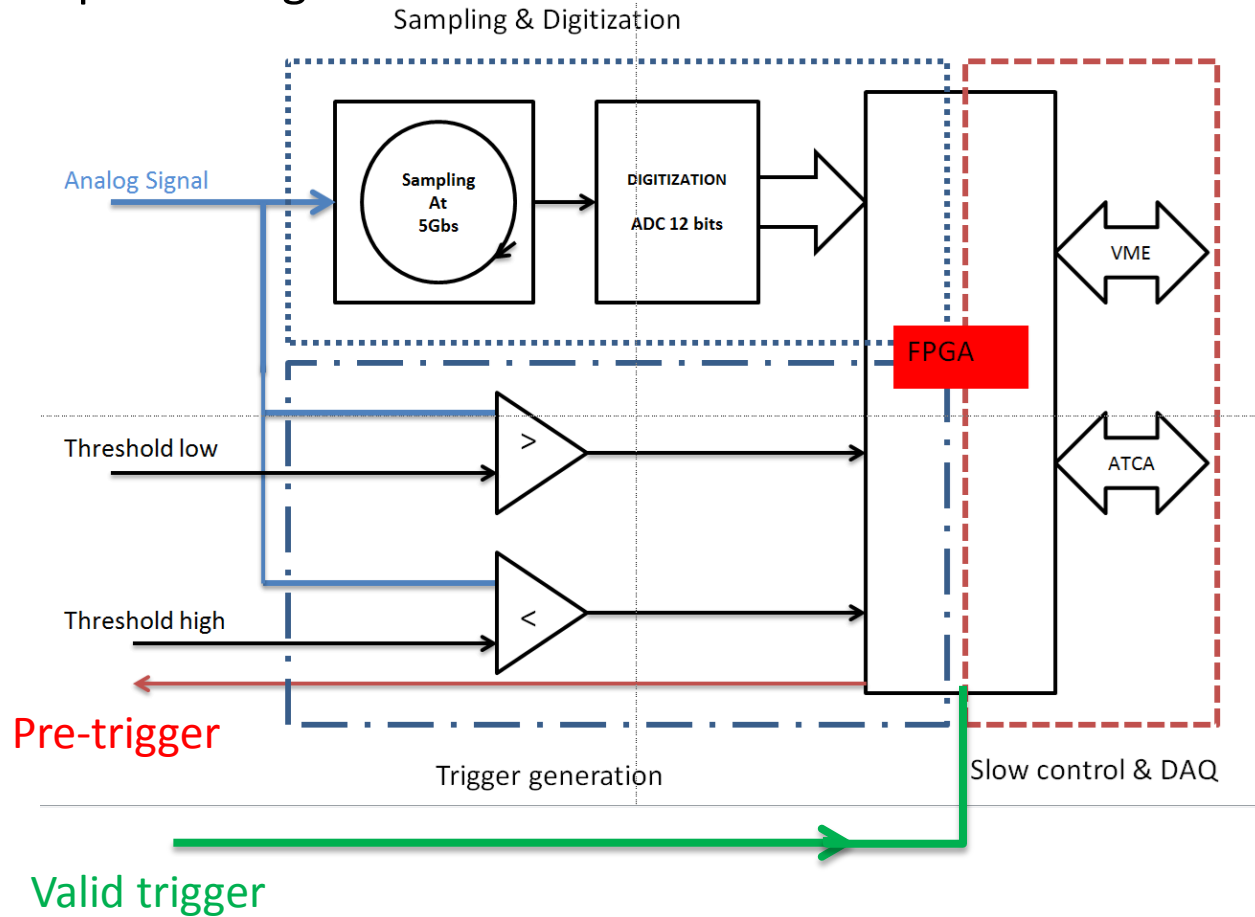 Sampling & Digitization
Analog Signal
Sampling
At
5Gbs
DIGITIZATION
ADC 12 bits
VME
FPGA
>
Threshold low
ATCA
<
Threshold high
Pre-trigger
Trigger generation
Slow control & DAQ
Valid trigger